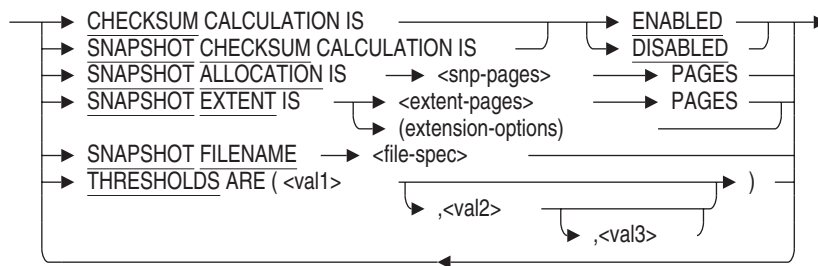 CHECKSUM CALCULATION IS ENABLED
SNAPSHOT CHECKSUM CALCULATION IS DISABLED
SNAPSHOT ALLOCATION IS <snp-pages> PAGES
SNAPSHOT EXTENT IS <extent-pages> PAGES
(extension-options)
SNAPSHOT FILENAME <file-spec>
THRESHOLDS ARE ( <val1> )
,<val2>
,<val3>